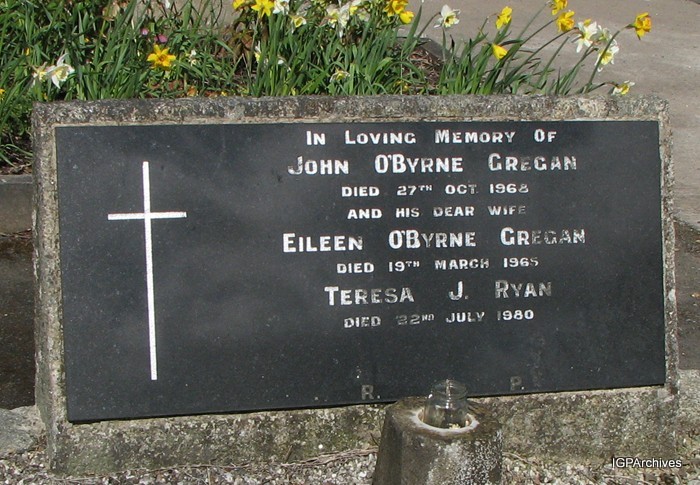 IN LOVING MEMORY OF
JOHN O'BYRNE GREGAN
DIED 27TH OCT. 1968
AND HIS DEAR WIFE
EILEEN O'BYRNE GREGAN
DIED 19TH MARCH 1965
TERESA J. RYAN
DIED 22ND JULY 1980
R. P.
IGPArchives